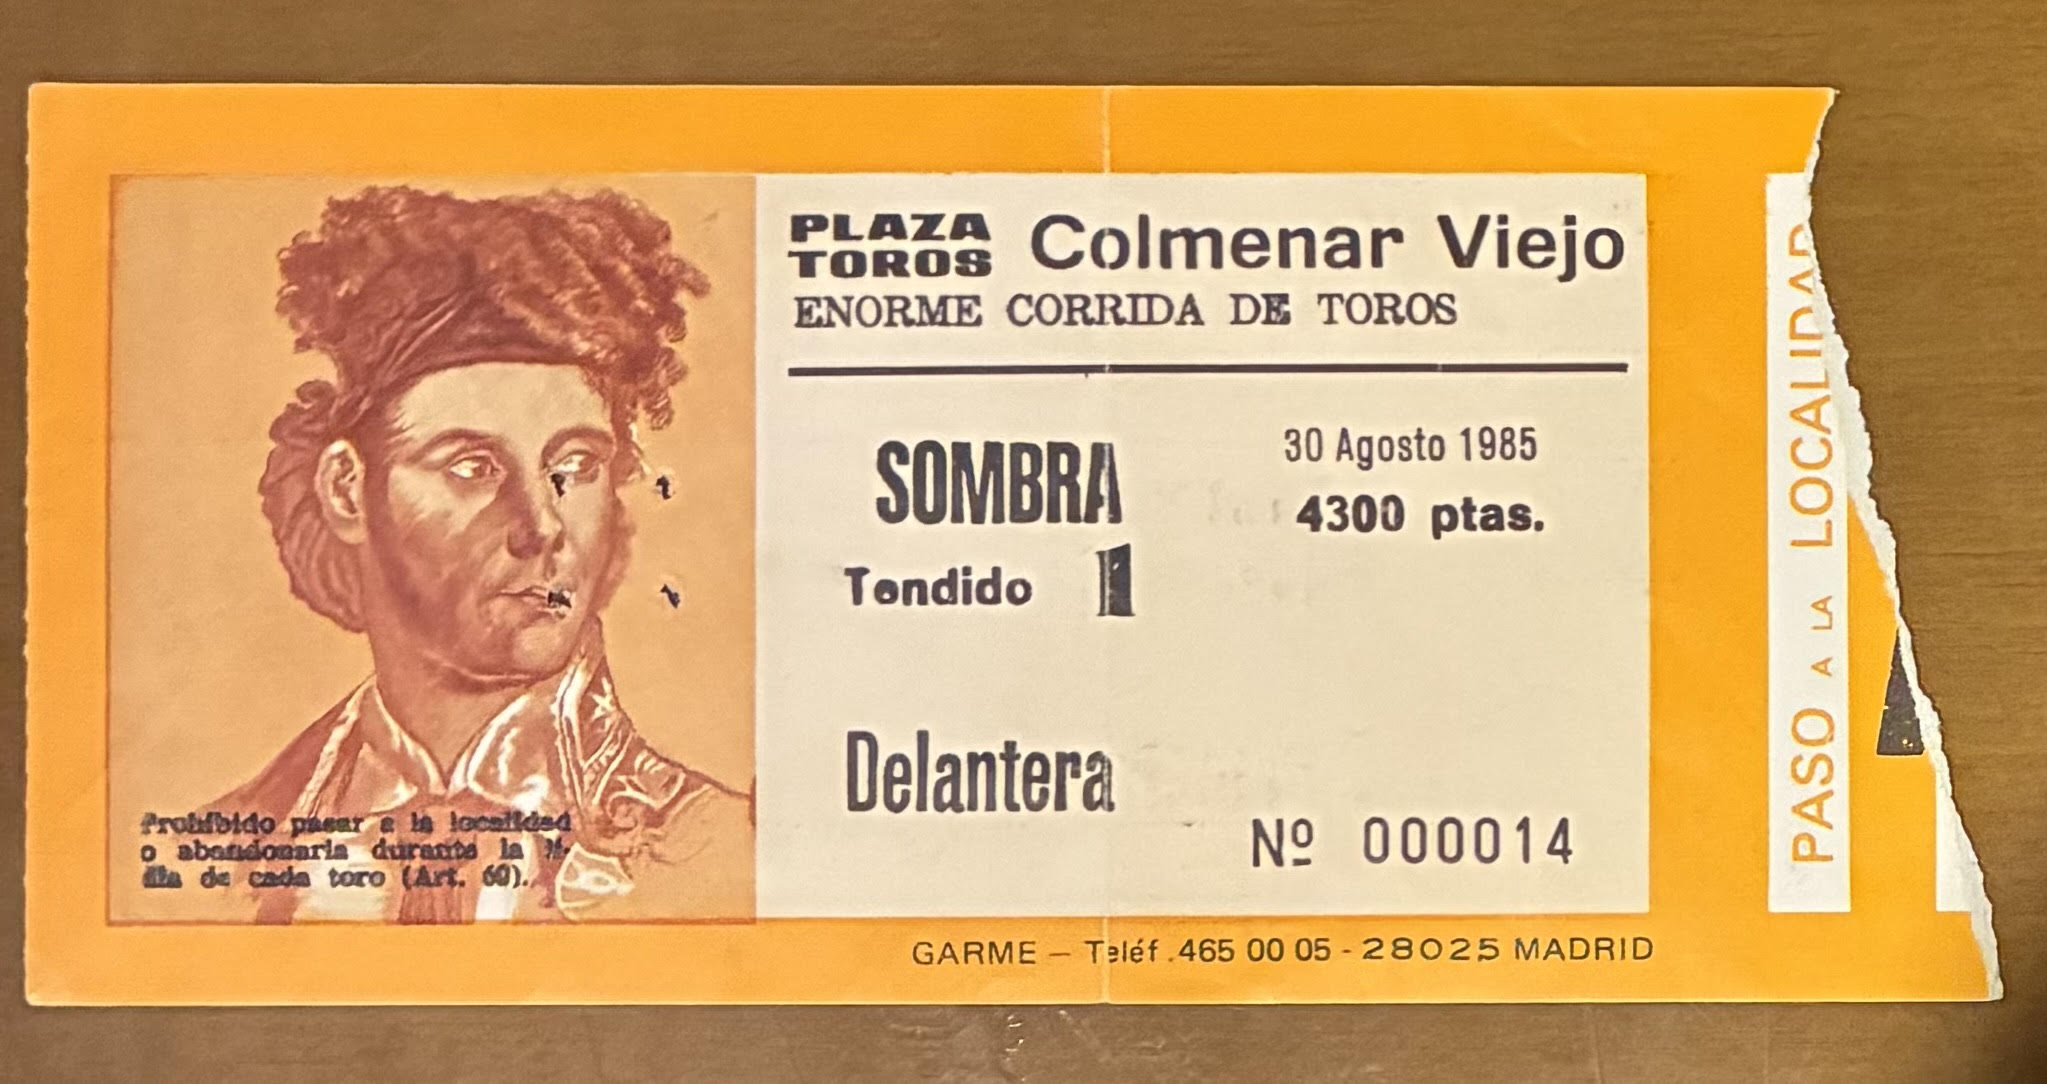 PLAZA
TOROS
Colmenar Viejo
ENORME CORRIDA DE TOROS
SOMBRA
30 Agosto 1985
4300 ptas.
Tendido 1
Delantera
Nº 000014
Prohibido pasar a la localidad
o abandonarla durante la li-
dia de cada toro (Art. 60).
GARME – Teléf.465 00 05 - 28025 MADRID
PASO A LA LOCALIDAD